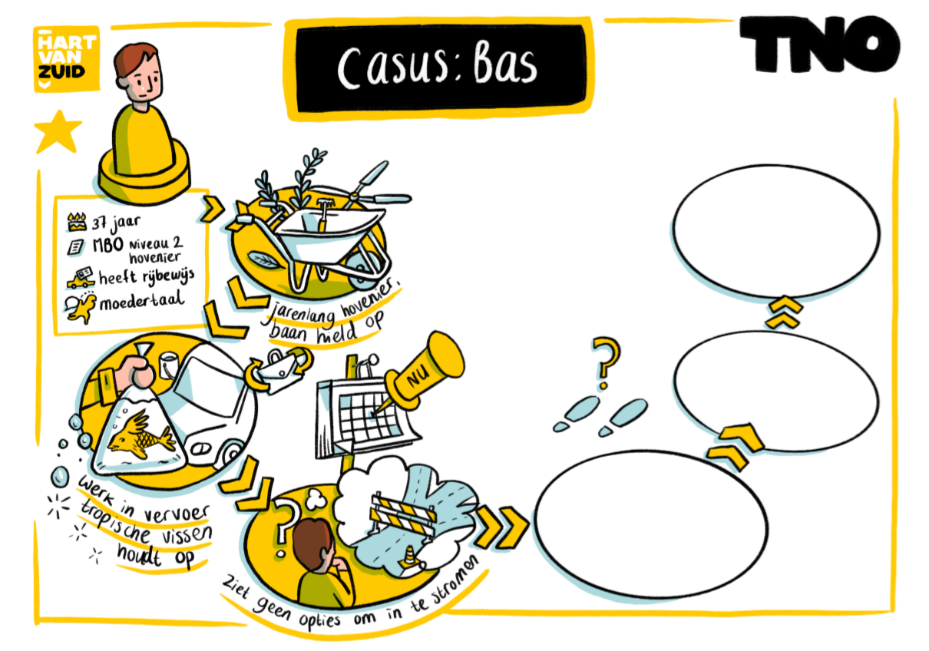 HART
VAN
ZUID
Casus: Bas
TNO
37 jaar
MBO Niveau 2
hovenier
heeft rijbewijs
moedertaal
jarenlang hovenier,
baan hield op
NU
?
werk in vervoer
tropische vissen
houdt op
?
Ziet geen opties om in te stromen